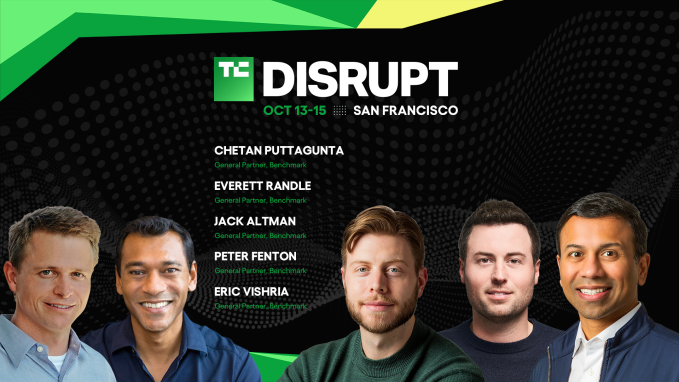 TC DISRUPT
OCT 13-15 SAN FRANCISCO
CHETAN PUTTAGUNTA
General Partner, Benchmark
EVERETT RANDLE
General Partner, Benchmark
JACK ALTMAN
General Partner, Benchmark
PETER FENTON
General Partner, Benchmark
ERIC VISHRIA
General Partner, Benchmark